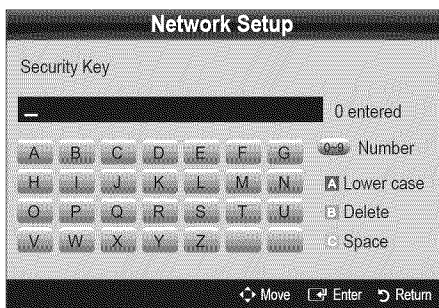 Network Setup
Security Key
0 entered
A B C D E F G 0~9 Number
H I J K L M N A Lower case
O P Q R S T U B Delete
V W X Y Z C Space
Move Enter Return